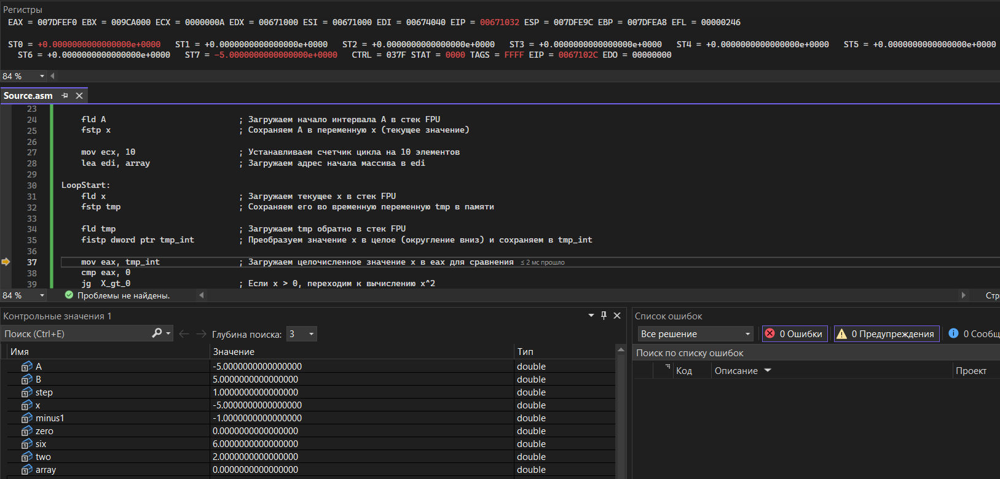 Регистры
EAX = 007DFEF0 EBX = 009CA000 ECX = 0000000A EDX = 00671000 ESI = 00671000 EDI = 00674040 EIP = 00671032 ESP = 007DFE9C EBP = 007DFEA8 EFL = 00000246
ST0 = +0.0000000000000000e+0000 ST1 = +0.0000000000000000e+0000 ST2 = +0.0000000000000000e+0000 ST3 = +0.0000000000000000e+0000 ST4 = +0.0000000000000000e+0000 ST5 = +0.0000000000000000e+0000
ST6 = +0.0000000000000000e+0000 ST7 = -5.0000000000000000e+0000 CTRL = 037F STAT = 0000 TAGS = FFFF EIP = 0067102C EDO = 00000000
84 %
Source.asm
23
24 fld A ; Загружаем начало интервала A в стек FPU
25 fstp x ; Сохраняем A в переменную x (текущее значение)
26
27 mov ecx, 10 ; Устанавливаем счетчик цикла на 10 элементов
28 lea edi, array ; Загружаем адрес начала массива в edi
29
30 LoopStart:
31 fld x ; Загружаем текущее x в стек FPU
32 fstp tmp ; Сохраняем его во временную переменную tmp в памяти
33
34 fld tmp ; Загружаем tmp обратно в стек FPU
35 fistp dword ptr tmp_int ; Преобразуем значение x в целое (округление вниз) и сохраняем в tmp_int
36
37 mov eax, tmp_int ; Загружаем целочисленное значение x в eax для сравнения ≤ 2 мс прошло
38 cmp eax, 0
39 jg X_gt_0 ; Если x > 0, переходим к вычислению x^2
84 % Проблемы не найдены. Стр
Контрольные значения 1
Поиск (Ctrl+E) Глубина поиска: 3
Имя Значение Тип
A -5.0000000000000000 double
B 5.0000000000000000 double
step 1.0000000000000000 double
x -5.0000000000000000 double
minus1 -1.0000000000000000 double
zero 0.0000000000000000 double
six 6.0000000000000000 double
two 2.0000000000000000 double
array 0.0000000000000000 double
Список ошибок
Все решение 0 Ошибки 0 Предупреждения 0 Сообщ
Поиск по списку ошибок
Код Описание Проект